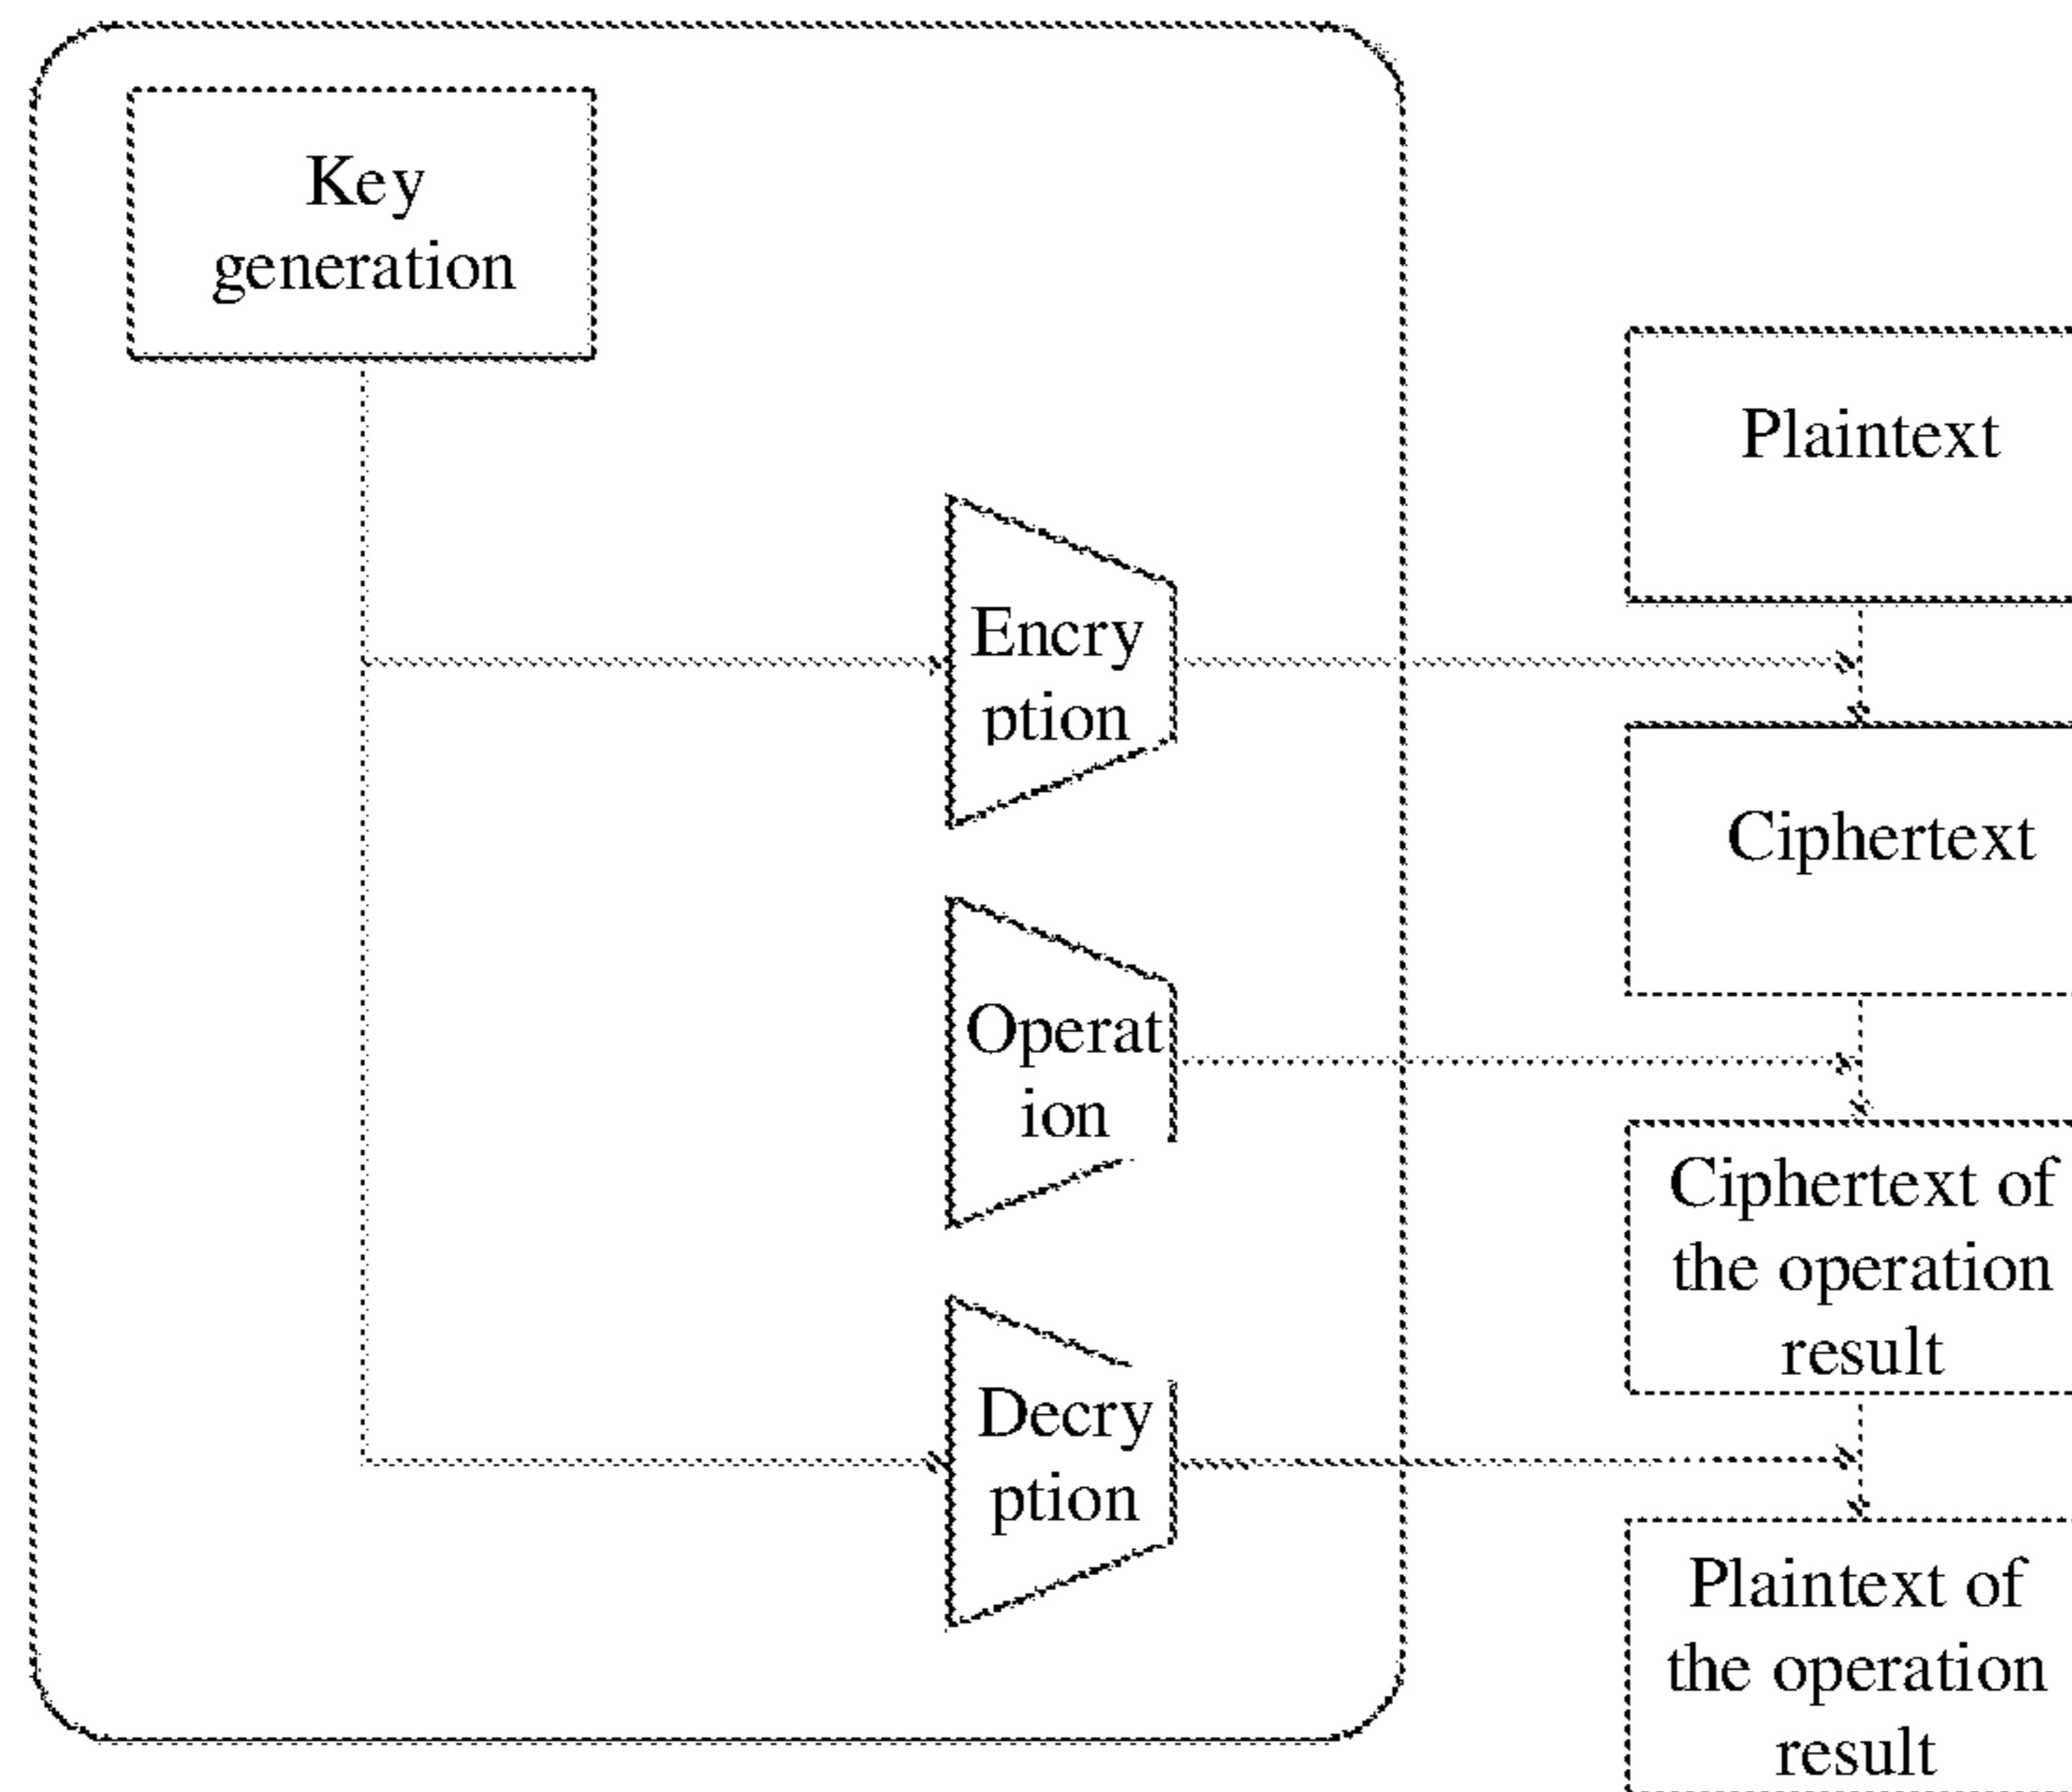 Key
generation
Plaintext
Encry
ption
Ciphertext
Operat
ion
Ciphertext of
the operation
result
Decry
ption
Plaintext of
the operation
result